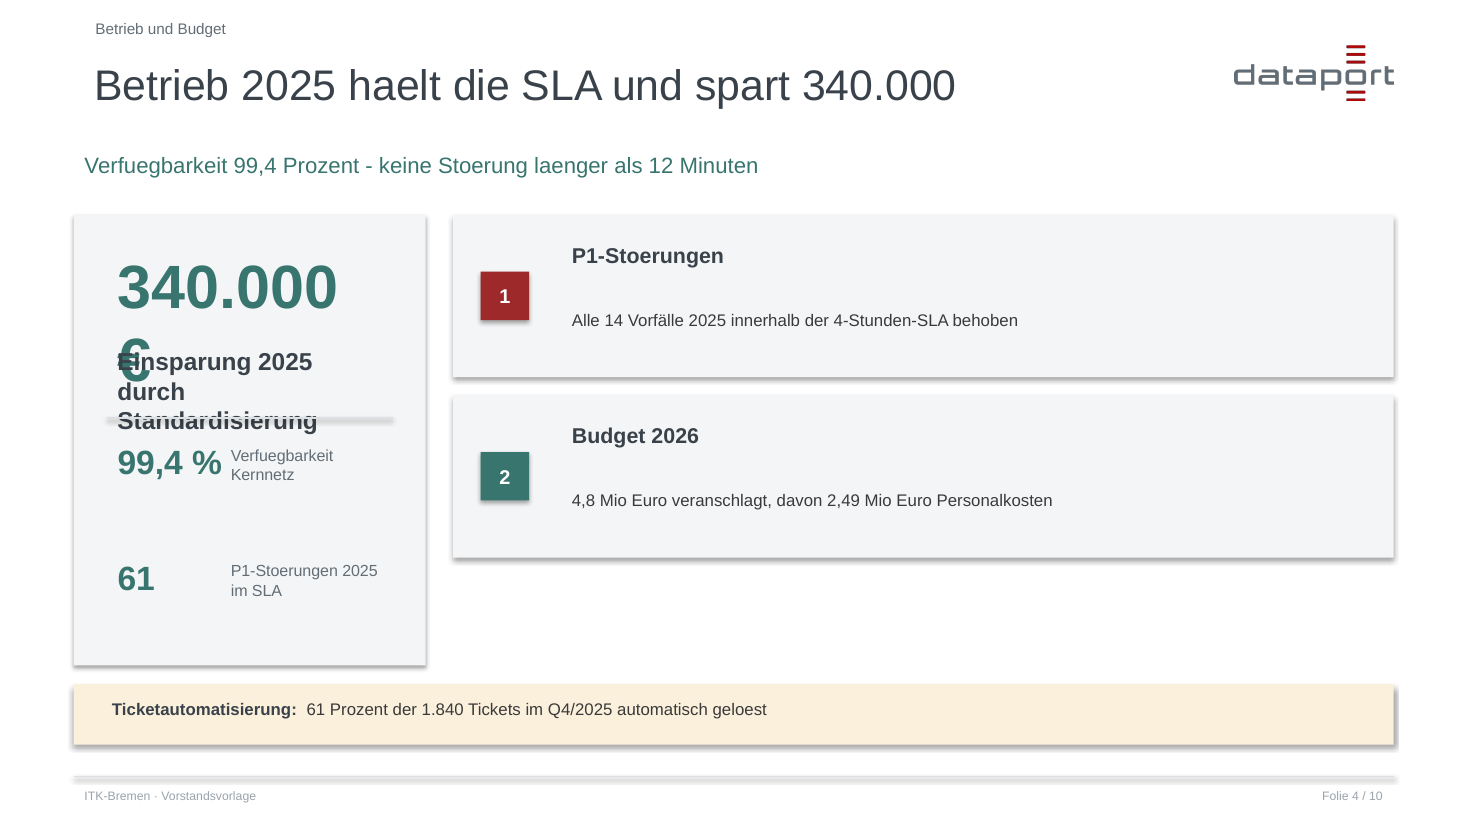 Betrieb und Budget
Betrieb 2025 haelt die SLA und spart 340.000
dataport
Verfuegbarkeit 99,4 Prozent - keine Stoerung laenger als 12 Minuten
340.000
€
Einsparung 2025
durch
Standardisierung
99,4 %
Verfuegbarkeit
Kernnetz
61
P1-Stoerungen 2025
im SLA
1
P1-Stoerungen
Alle 14 Vorfälle 2025 innerhalb der 4-Stunden-SLA behoben
2
Budget 2026
4,8 Mio Euro veranschlagt, davon 2,49 Mio Euro Personalkosten
Ticketautomatisierung: 61 Prozent der 1.840 Tickets im Q4/2025 automatisch geloest
ITK-Bremen · Vorstandsvorlage
Folie 4 / 10